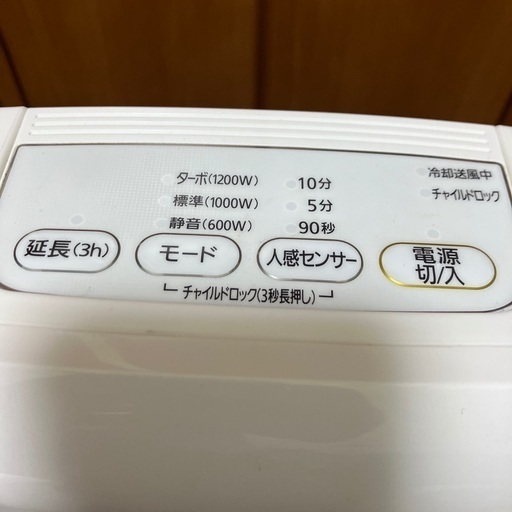 ターボ(1200W) 10分
標準(1000W) 5分
静音(600W) 90秒
冷却送風中
チャイルドロック
延長(3h)
モード
人感センサー
電源
切/入
チャイルドロック(3秒長押し)